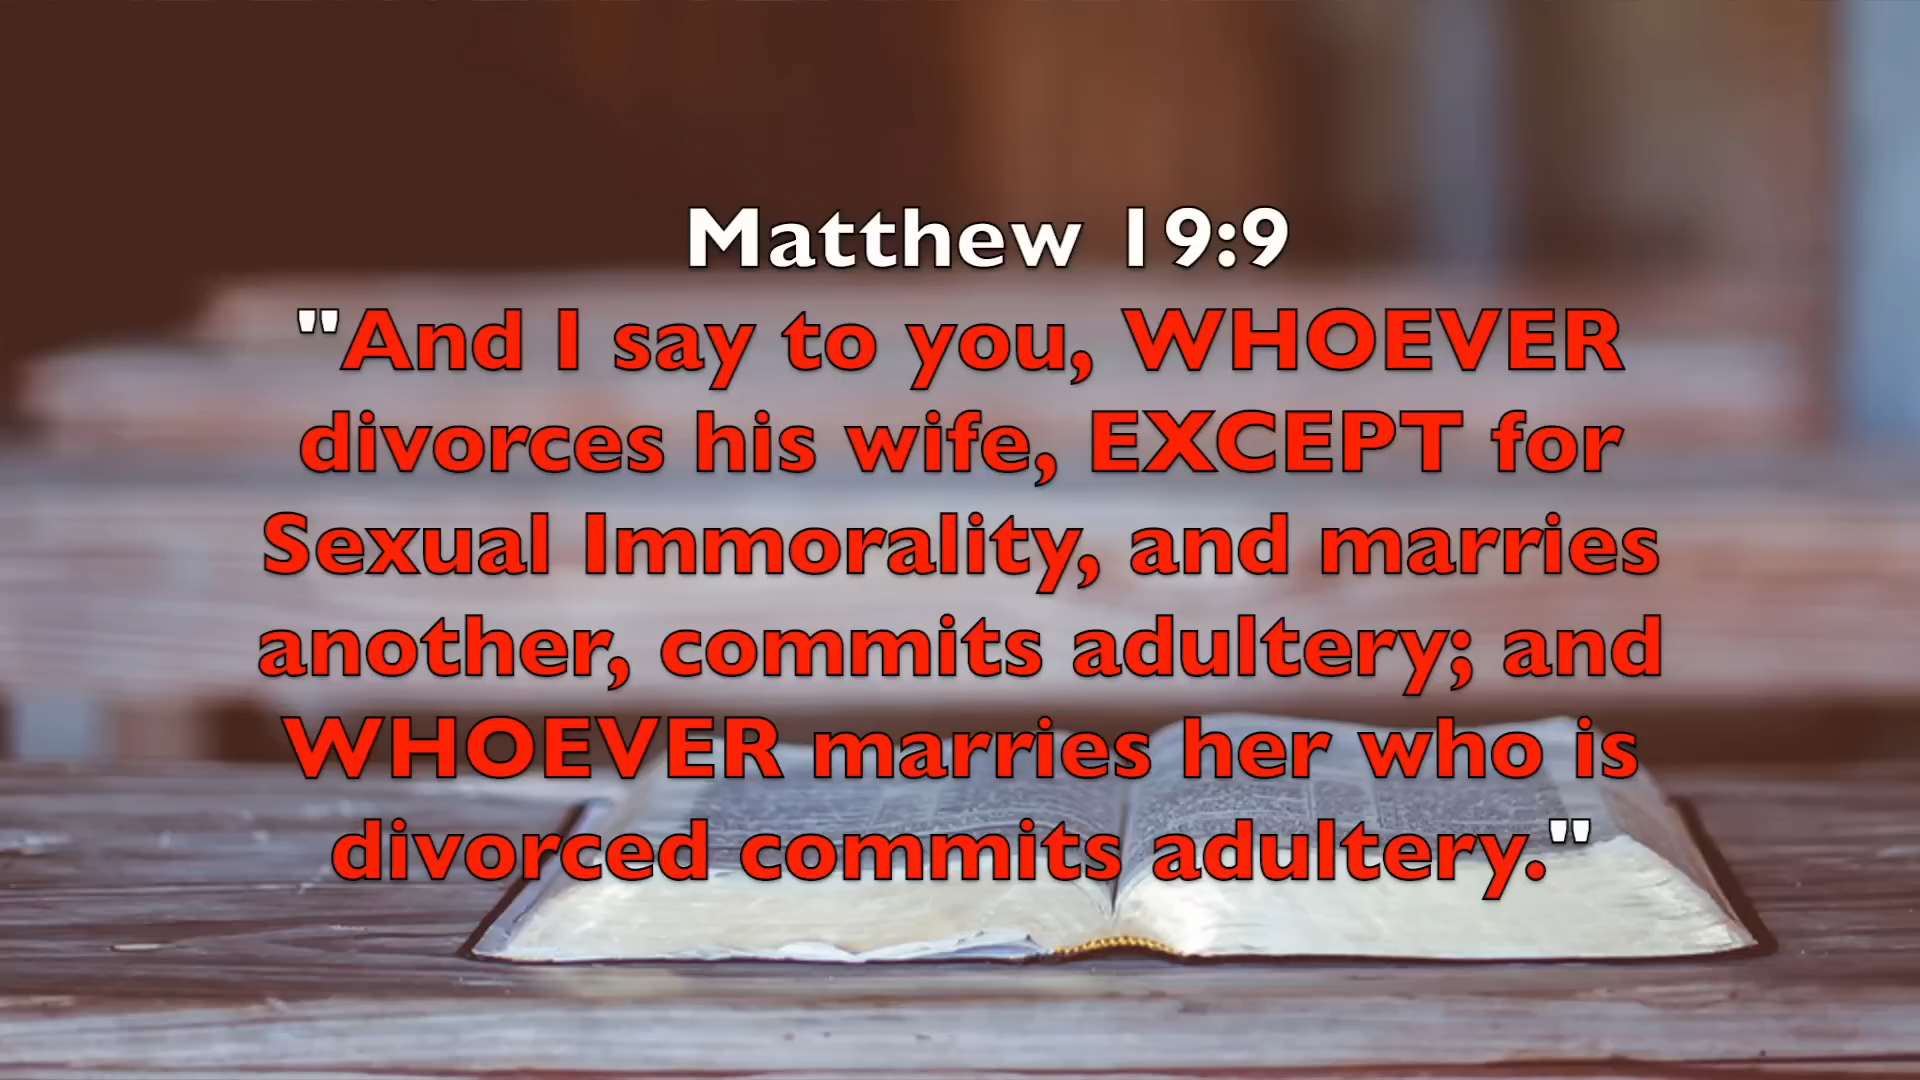 Matthew 19:9
"And I say to you, WHOEVER
divorces his wife, EXCEPT for
Sexual Immorality, and marries
another, commits adultery; and
WHOEVER marries her who is
divorced commits adultery."